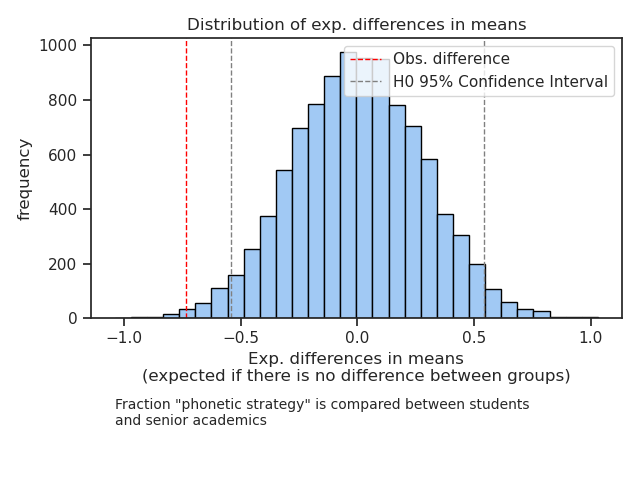 Distribution of exp. differences in means
1000
800
600
400
200
0
frequency
Obs. difference
H0 95% Confidence Interval
−1.0
−0.5
0.0
0.5
1.0
Exp. differences in means
(expected if there is no difference between groups)
Fraction "phonetic strategy" is compared between students
and senior academics